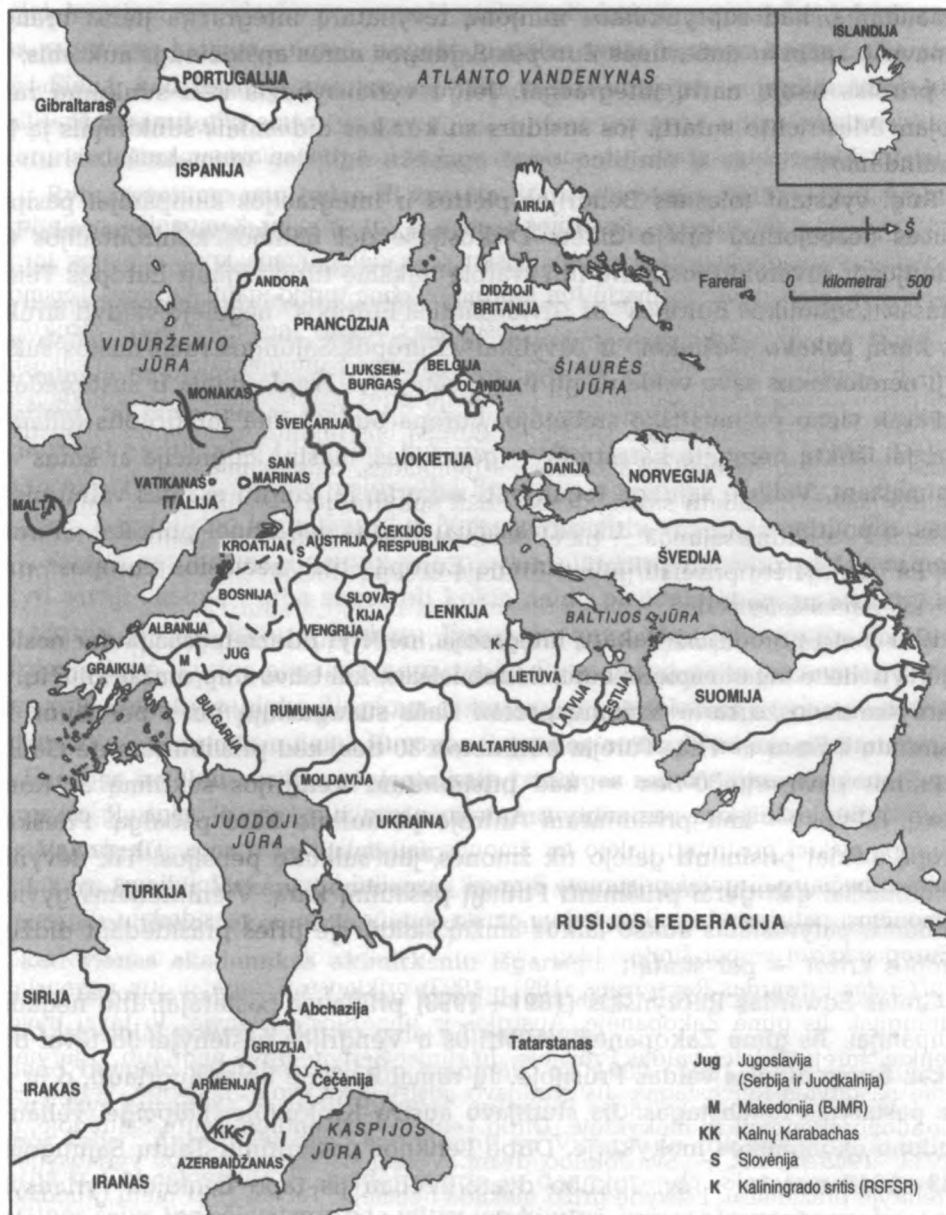 ISLANDIJA
PORTUGALIJA
ATLANTO VANDENYNAS
Gibraltaras
ISPANIJA
AIRIJA
Š
ANDORA
DIDŽIOJI
BRITANIJA
Farerai
0 kilometrai 500
PRANCŪZIJA
VIDURŽEMIO
JŪRA
LIUKSEM-
BURGAS
BELGIJA
OLANDIJA
ŠIAURĖS
JŪRA
MONAKAS
ŠVEICARIJA
VOKIETIJA
DANIJA
NORVEGIJA
SAN
MARINAS
VATIKANAS
ITALIJA
MALTA
KROATIJA
S
AUSTRIJA
ČEKIJOS
RESPUBLIKA
ŠVEDIJA
BOSNIJA
SLOVA-
KIJA
VENGRIJA
LENKIJA
BALTIJOS JŪRA
ALBANIJA
JUG
M
K
GRAIKIJA
LIETUVA
LATVIJA
ESTIJA
SUOMIJA
BULGARIJA
RUMUNIJA
BALTARUSIJA
MOLDAVIJA
JUODOJI
JŪRA
UKRAINA
TURKIJA
RUSIJOS FEDERACIJA
SIRIJA
Abchazija
GRUZIJA
Tatarstanas
IRAKAS
ARMĖNIJA
Čečėnija
KK
KASPIJOS
JŪRA
AZERBAIDŽANAS
IRANAS
Jug Jugoslavija
(Serbija ir Juodkalnija)
M Makedonija (BJMR)
KK Kalnų Karabachas
S Slovėnija
K Kaliningrado sritis (RSFSR)